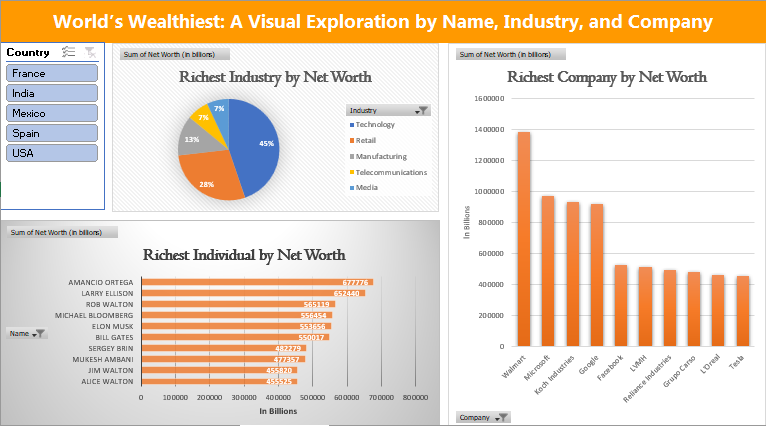 World's Wealthiest: A Visual Exploration by Name, Industry, and Company
Country
France
India
Mexico
Spain
USA
Sum of Net Worth (in billions)
Richest Industry by Net Worth
45%
28%
13%
7%
7%
Industry
Technology
Retail
Manufacturing
Telecommunications
Media
Sum of Net Worth (in billions)
Richest Individual by Net Worth
Name
AMANCIO ORTEGA 677276
LARRY ELLISON 652440
ROB WALTON 565119
MICHAEL BLOOMBERG 556454
ELON MUSK 553656
BILL GATES 550017
SERGEY BRIN 482279
MUKESH AMBANI 477357
JIM WALTON 455820
ALICE WALTON 455525
0 100000 200000 300000 400000 500000 600000 700000 800000
In Billions
Sum of Net Worth (in billions)
Richest Company by Net Worth
1600000
1400000
1200000
1000000
800000
600000
400000
200000
0
In Billions
Walmart
Microsoft
Koch Industries
Google
Facebook
LVMH
Reliance Industries
Grupo Carso
L'Oreal
Tesla
Company